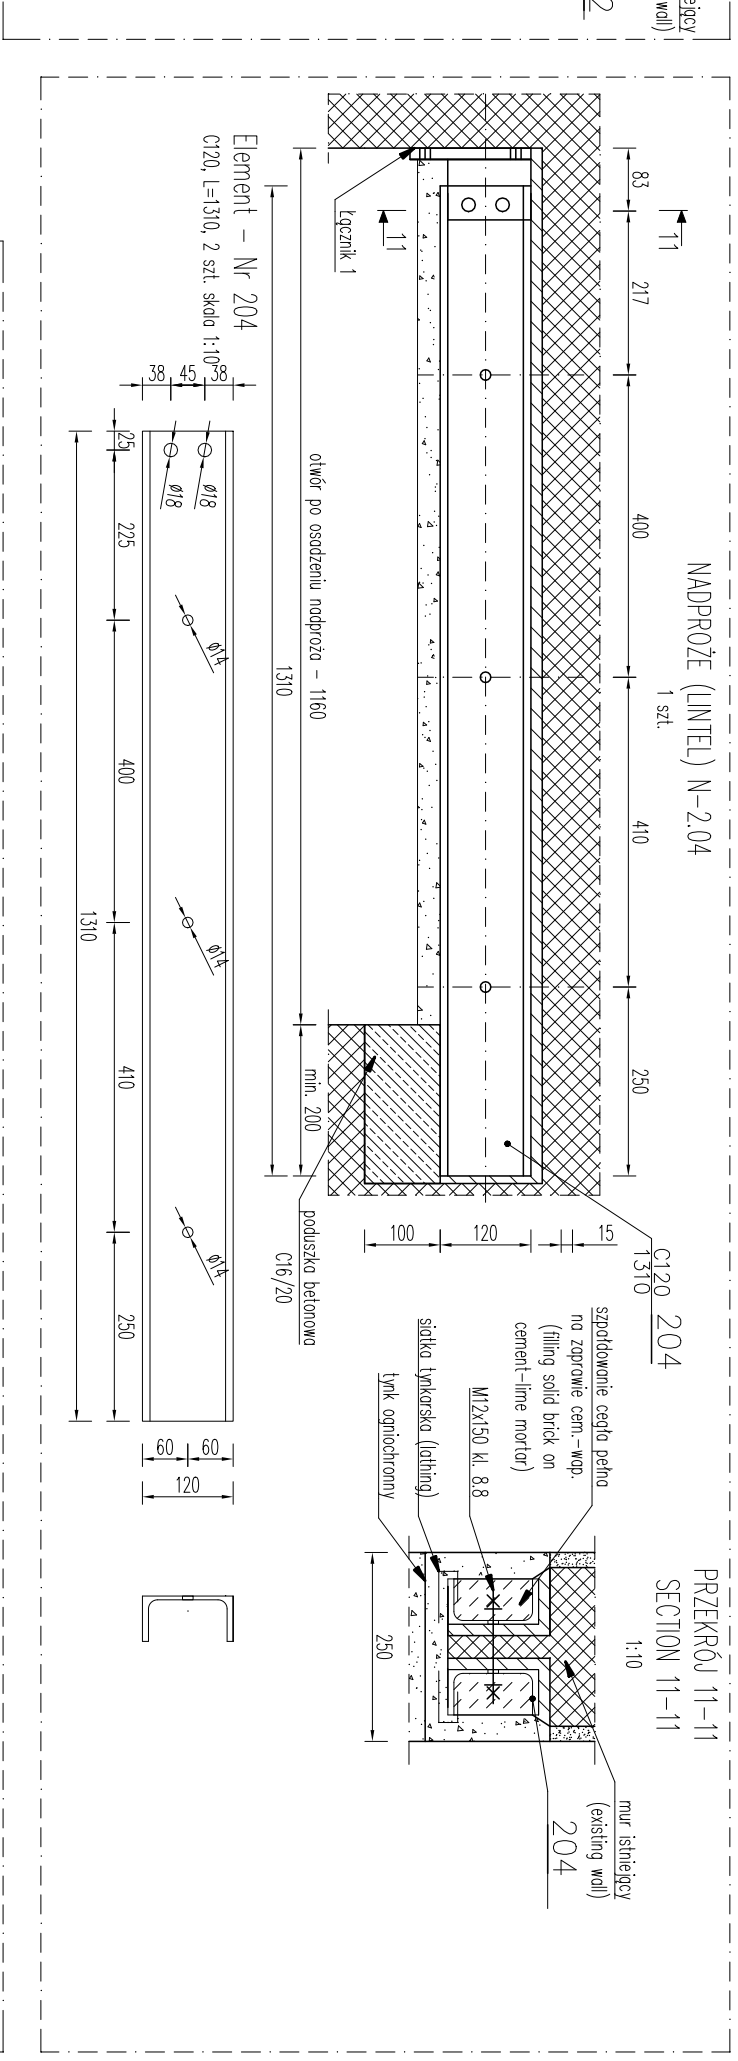 ejący
wall)
2
NADPROŻE (LINTEL) N-2.04
1 szt.
11
11
83
217
400
410
250
Łącznik 1
otwór po osadzeniu nadproża - 1160
min. 200
1310
poduszka betonowa
C16/20
100
120
15
C120
1310
204
PRZEKRÓJ 11-11
SECTION 11-11
1:10
szpałdowanie cegła pełna
na zaprawie cem.-wap.
(filling solid brick on
cement-lime mortar)
M12x150 kl. 8.8
siatka tynkarska (lathing)
tynk ogniochronny
250
mur istniejący
(existing wall)
204
Element - Nr 204
C120, L=1310, 2 szt. skala 1:10
38
45
38
25
225
400
410
250
1310
ø18
ø18
ø14
ø14
ø14
60
60
120